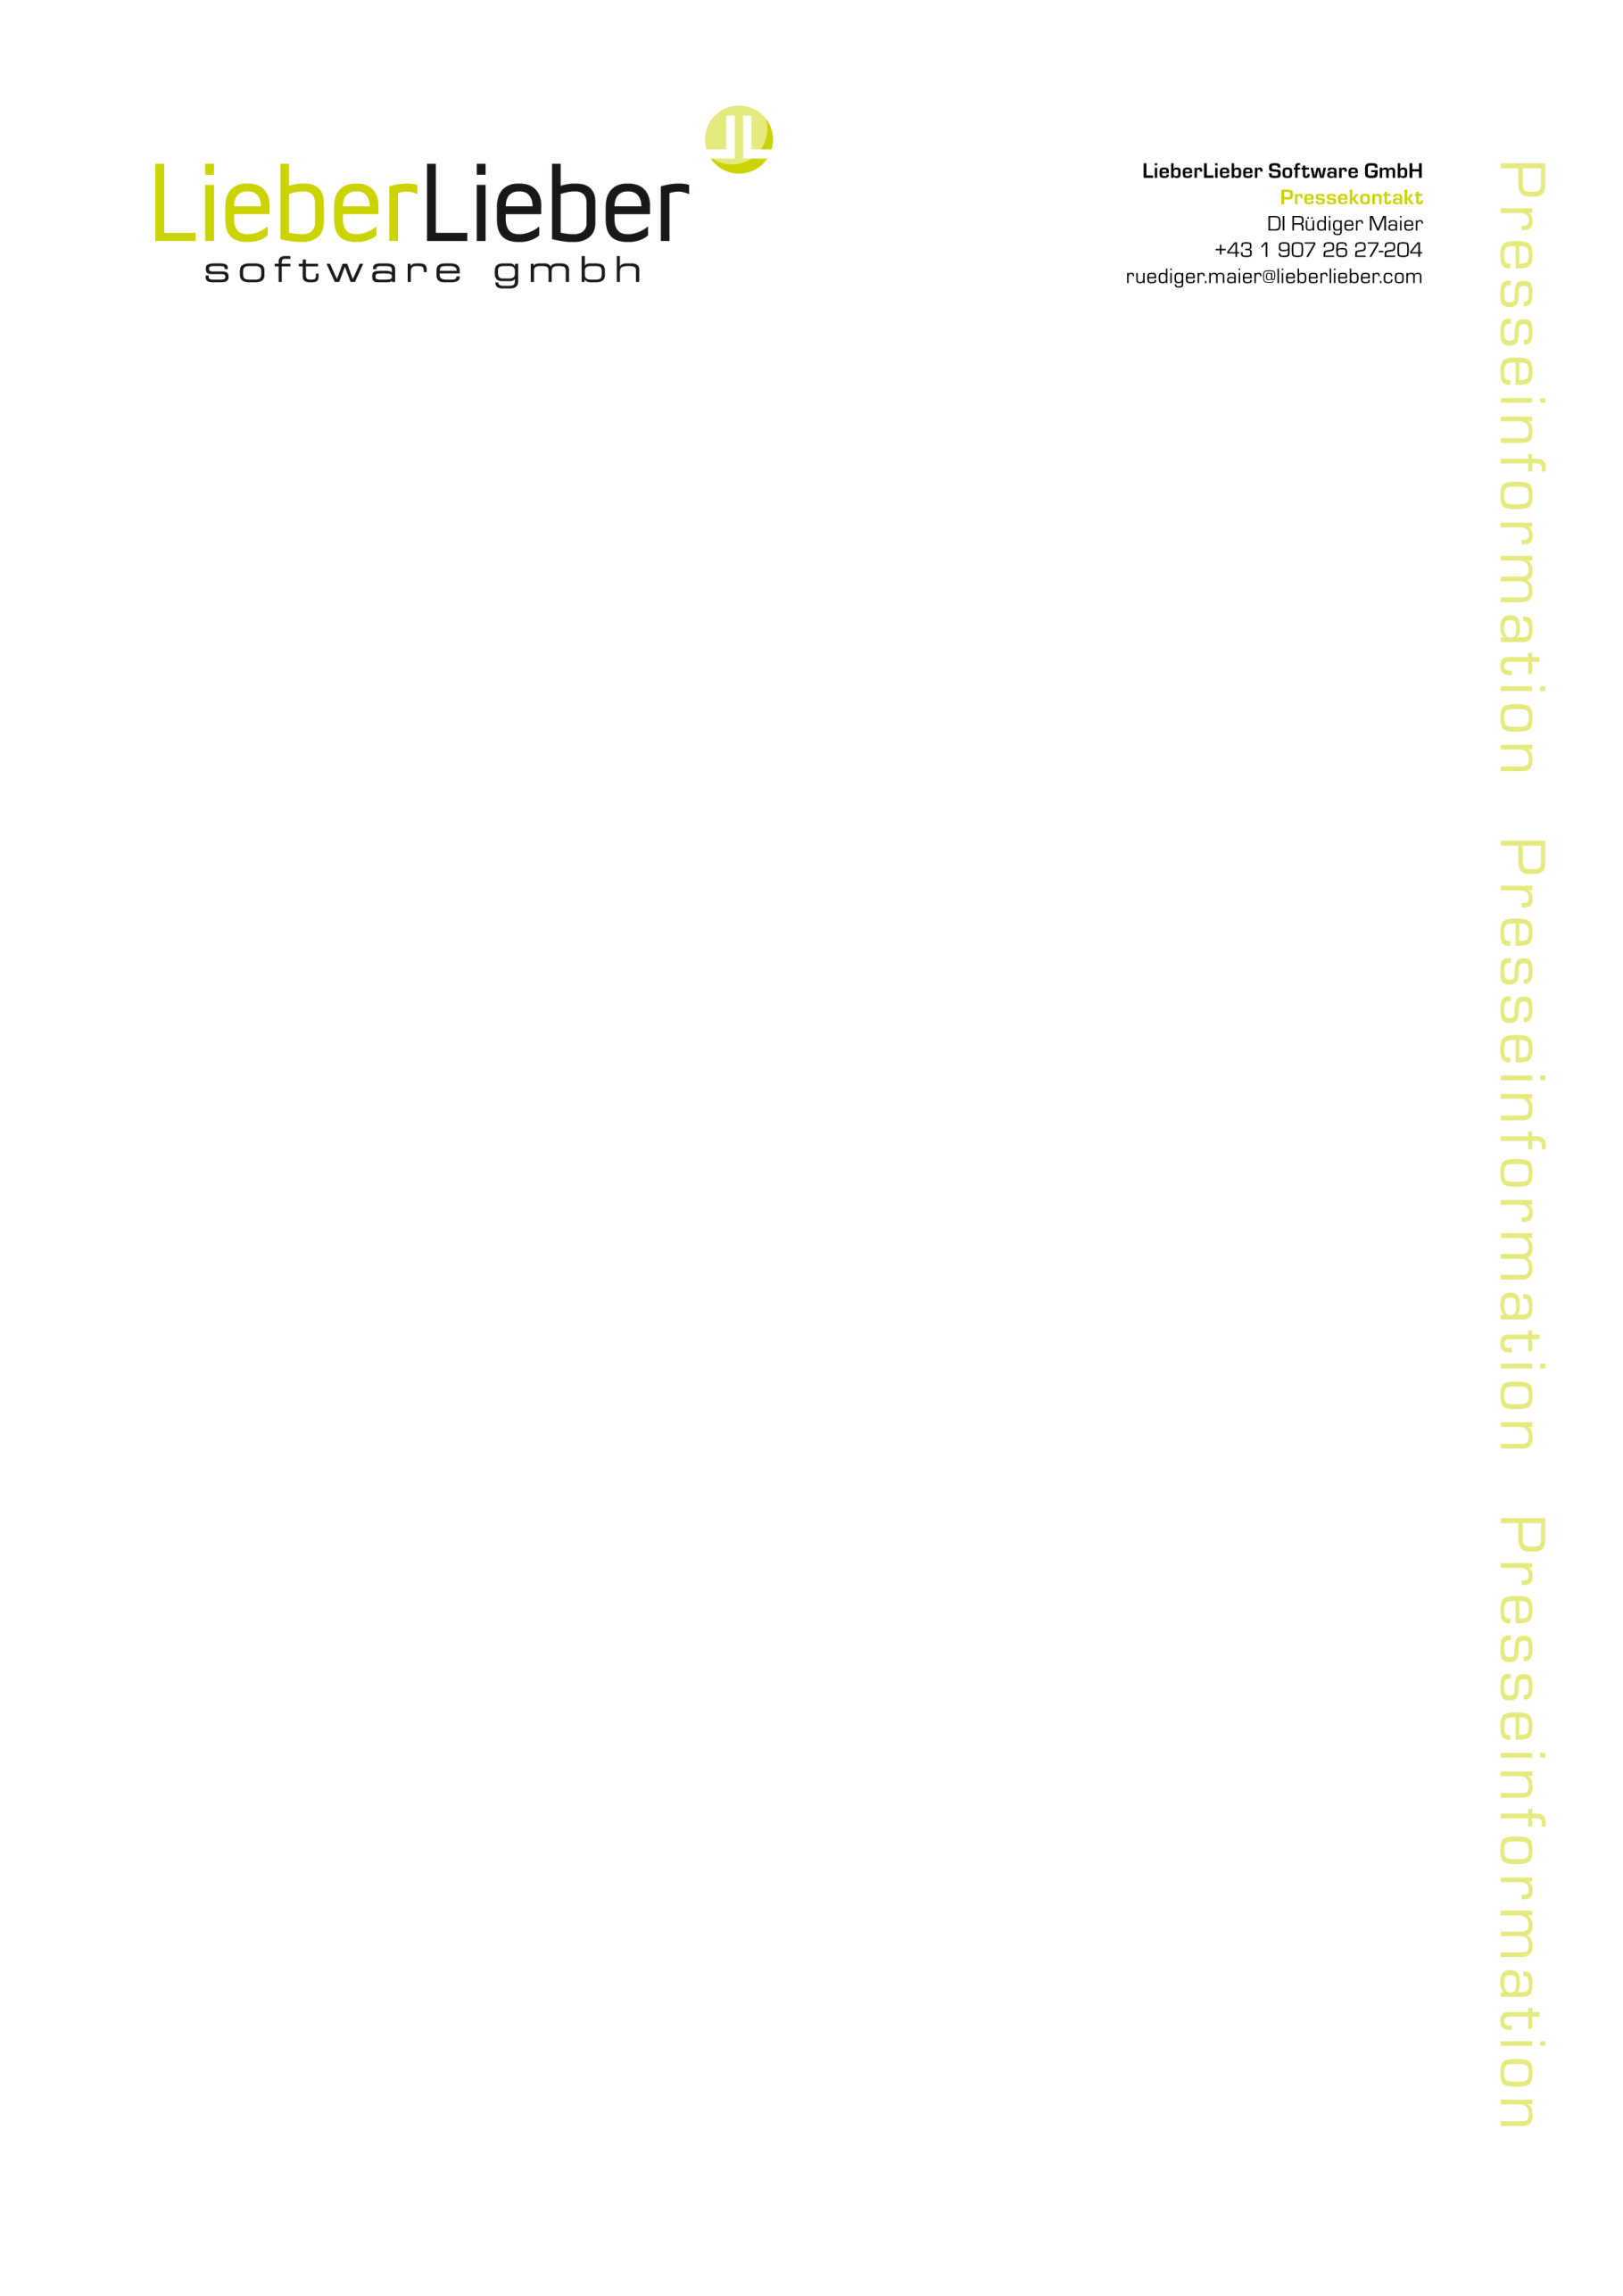 LieberLieber
software gmbh
LieberLieber Software GmbH
Pressekontakt
DI Rüdiger Maier
+43 1 907 26 27-204
ruediger.maier@lieberlieber.com
Presseinformation Presseinformation Presseinformation